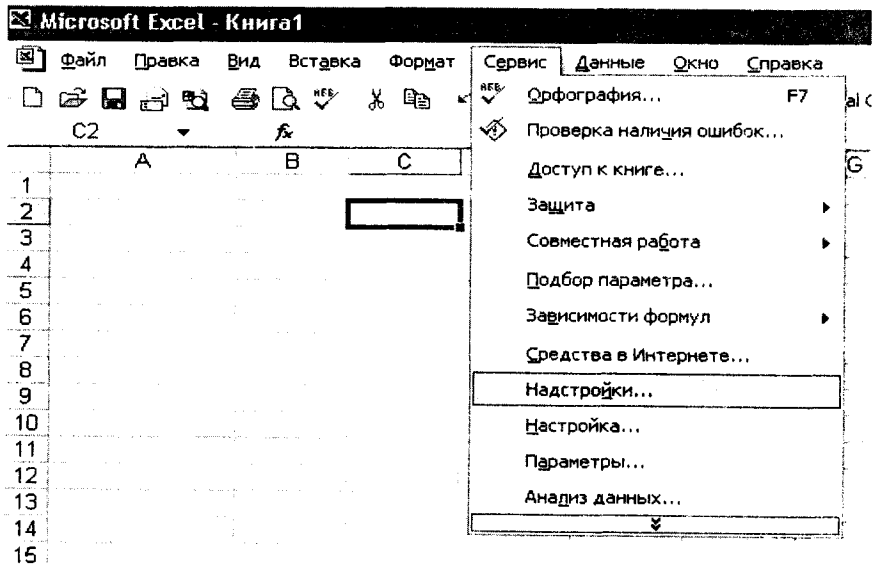 Microsoft Excel - Книга1
Файл Правка Вид Вставка Формат Сервис Данные Окно Справка
C2 fx
A B C G
1
2
3
4
5
6
7
8
9
10
11
12
13
14
15
Орфография... F7
Проверка наличия ошибок...
Доступ к книге...
Защита
Совместная работа
Подбор параметра...
Зависимости формул
Средства в Интернете...
Надстройки...
Настройка...
Параметры...
Анализ данных...